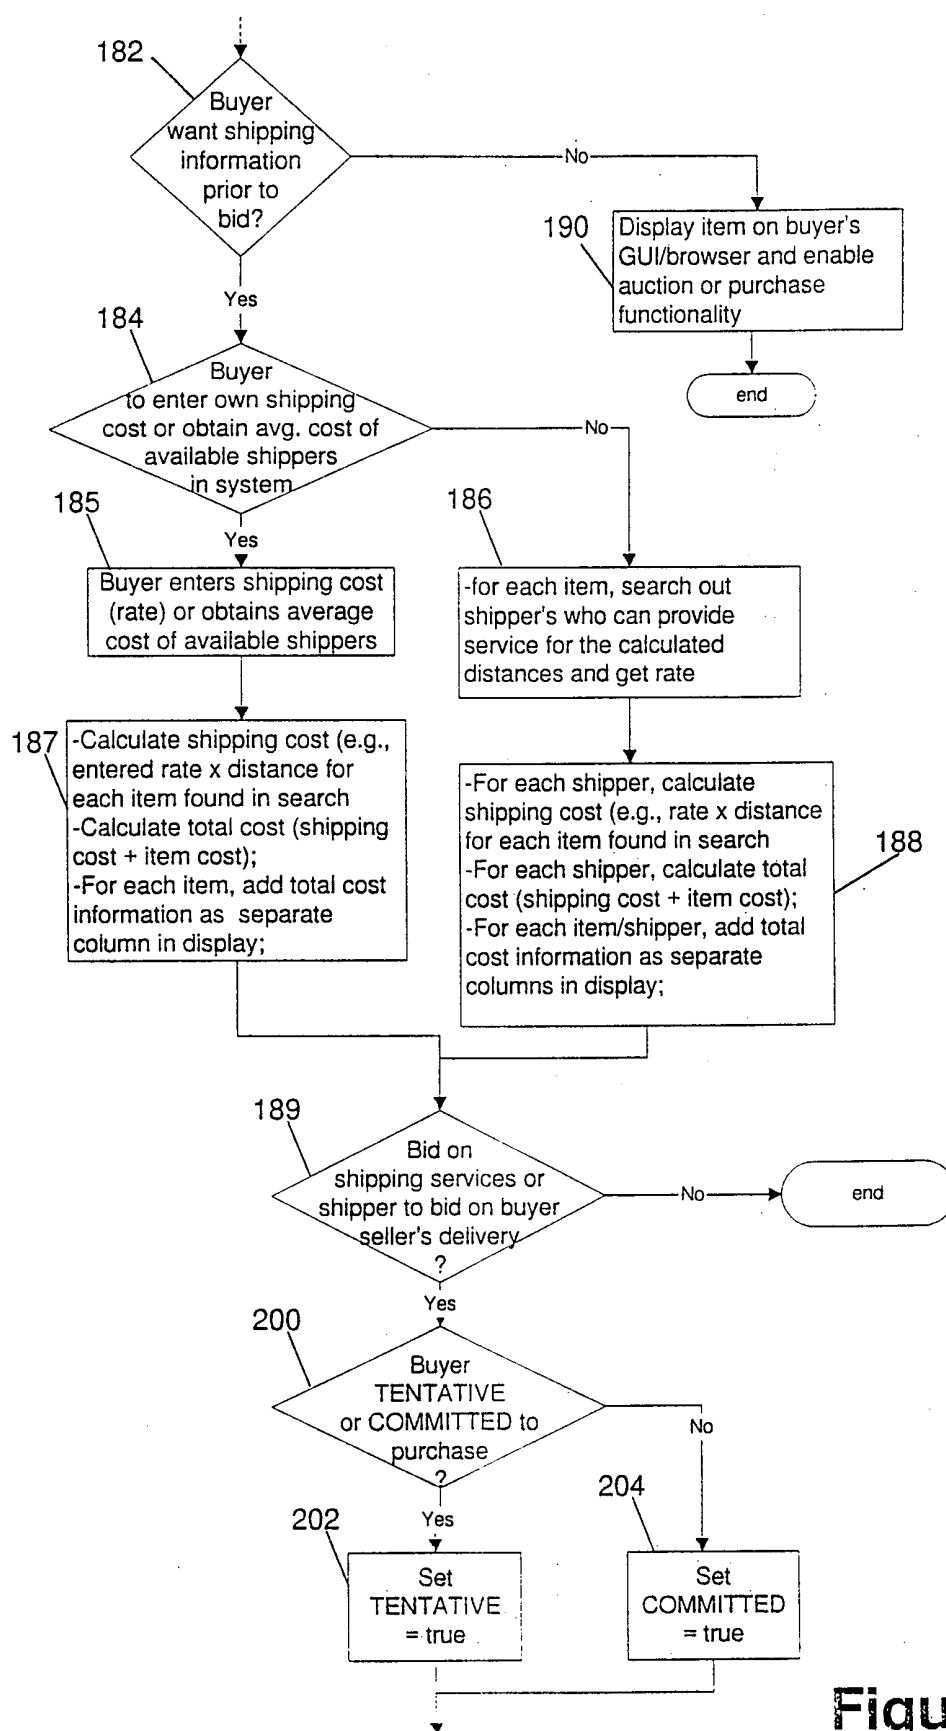 182
Buyer
want shipping
information
prior to
bid?
No
190
Display item on buyer's
GUI/browser and enable
auction or purchase
functionality
end
Yes
184
Buyer
to enter own shipping
cost or obtain avg. cost of
available shippers
in system
No
185
Yes
Buyer enters shipping cost
(rate) or obtains average
cost of available shippers
186
-for each item, search out
shipper's who can provide
service for the calculated
distances and get rate
187
-Calculate shipping cost (e.g.,
entered rate x distance for
each item found in search
-Calculate total cost (shipping
cost + item cost);
-For each item, add total cost
information as separate
column in display;
-For each shipper, calculate
shipping cost (e.g., rate x distance
for each item found in search
-For each shipper, calculate total
cost (shipping cost + item cost);
-For each item/shipper, add total
cost information as separate
columns in display;
188
189
Bid on
shipping services or
shipper to bid on buyer
seller's delivery
?
No
end
Yes
200
Buyer
TENTATIVE
or COMMITTED to
purchase
?
No
Yes
202
Set
TENTATIVE
= true
204
Set
COMMITTED
= true